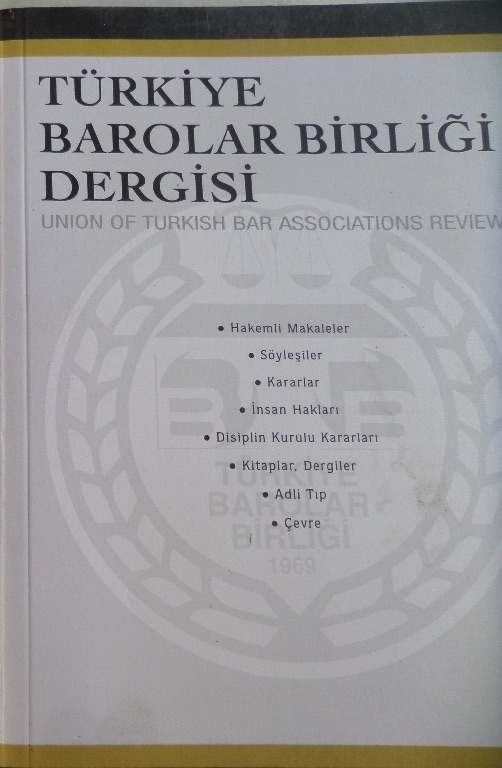 TÜRKİYE
BAROLAR BİRLİĞİ
DERGİSİ
UNION OF TURKISH BAR ASSOCIATIONS REVIEW
• Hakemli Makaleler
• Söyleşiler
• Kararlar
• İnsan Hakları
• Disiplin Kurulu Kararları
• Kitaplar, Dergiler
• Adli Tıp
• Çevre
TÜRKİYE
BAROLAR
BİRLİĞİ
1969